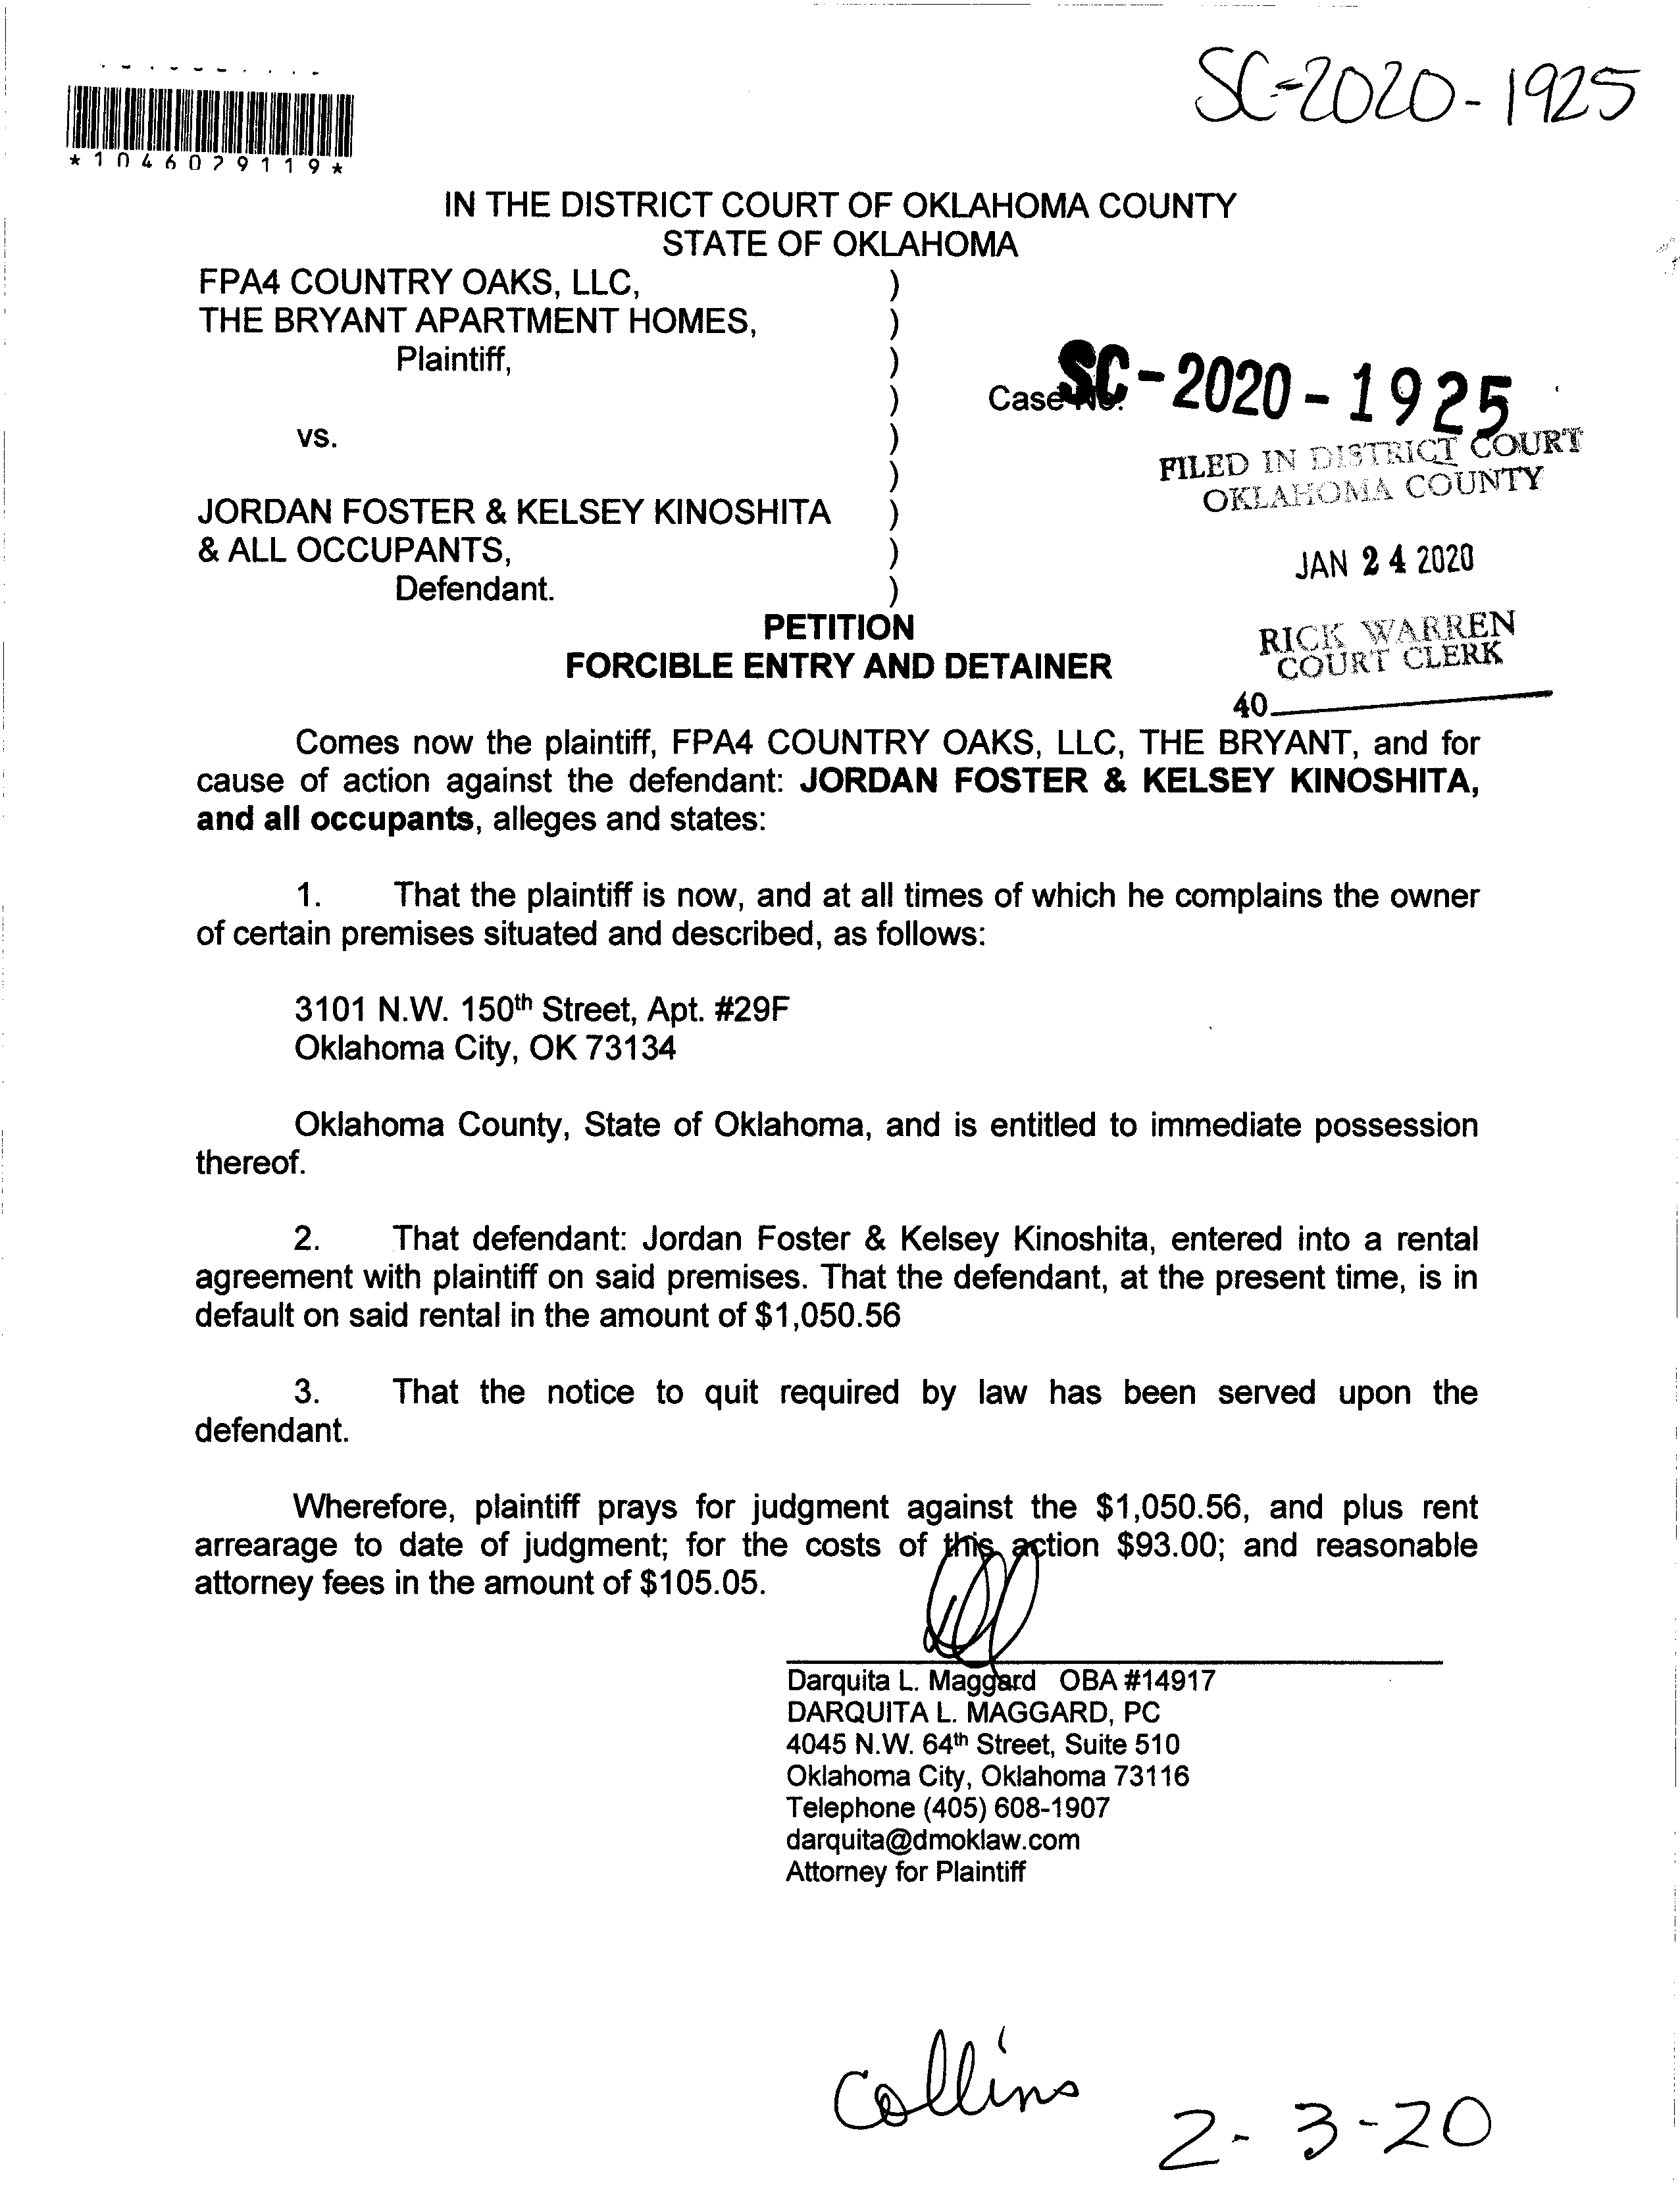 SC-2020-1925
*1046029119*
IN THE DISTRICT COURT OF OKLAHOMA COUNTY
STATE OF OKLAHOMA
FPA4 COUNTRY OAKS, LLC, )
THE BRYANT APARTMENT HOMES, )
Plaintiff, )
) Case No. SC-2020-1925
vs. )
) FILED IN DISTRICT COURT
OKLAHOMA COUNTY
JORDAN FOSTER & KELSEY KINOSHITA )
& ALL OCCUPANTS, )
JAN 24 2020
Defendant. )
PETITION
RICK WARREN
FORCIBLE ENTRY AND DETAINER
COURT CLERK
40
Comes now the plaintiff, FPA4 COUNTRY OAKS, LLC, THE BRYANT, and for
cause of action against the defendant: JORDAN FOSTER & KELSEY KINOSHITA,
and all occupants, alleges and states:
1. That the plaintiff is now, and at all times of which he complains the owner
of certain premises situated and described, as follows:
3101 N.W. 150th Street, Apt. #29F
Oklahoma City, OK 73134
Oklahoma County, State of Oklahoma, and is entitled to immediate possession
thereof.
2. That defendant: Jordan Foster & Kelsey Kinoshita, entered into a rental
agreement with plaintiff on said premises. That the defendant, at the present time, is in
default on said rental in the amount of $1,050.56
3. That the notice to quit required by law has been served upon the
defendant.
Wherefore, plaintiff prays for judgment against the $1,050.56, and plus rent
arrearage to date of judgment; for the costs of this action $93.00; and reasonable
attorney fees in the amount of $105.05.
Darquita L. Maggard OBA #14917
DARQUITA L. MAGGARD, PC
4045 N.W. 64th Street, Suite 510
Oklahoma City, Oklahoma 73116
Telephone (405) 608-1907
darquita@dmoklaw.com
Attorney for Plaintiff
Collins
2-3-20